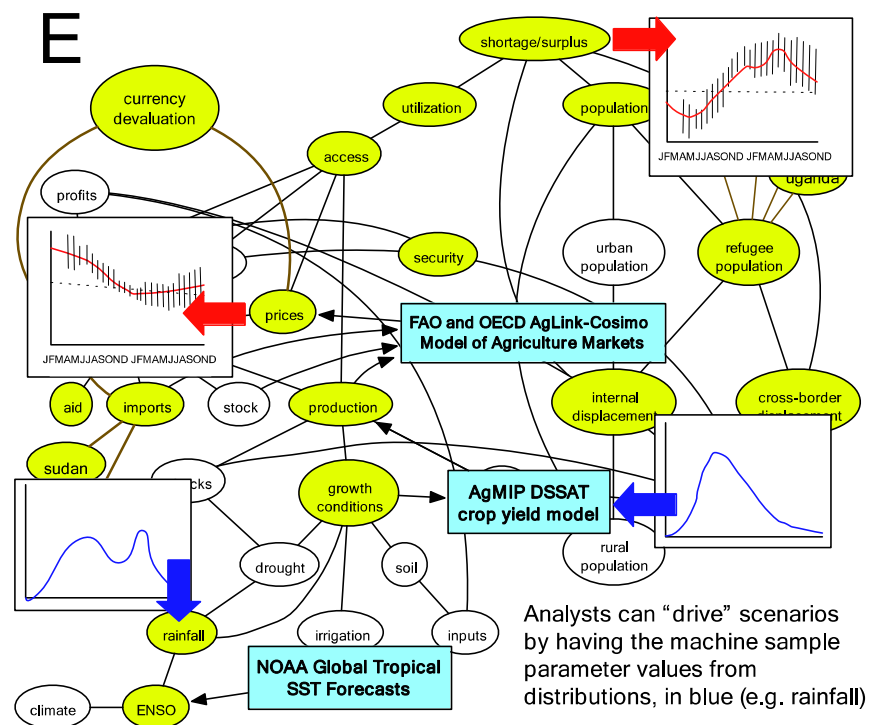 E
shortage/surplus
currency
devaluation
utilization
population
access
JFMAMJJASOND JFMAMJJASOND
profits
uganda
security
urban
population
refugee
population
prices
FAO and OECD AgLink-Cosimo
Model of Agriculture Markets
JFMAMJJASOND JFMAMJJASOND
aid
imports
stock
production
internal
displacement
cross-border
displacement
sudan
cks
growth
conditions
AgMIP DSSAT
crop yield model
drought
soil
rural
population
rainfall
irrigation
inputs
NOAA Global Tropical
SST Forecasts
climate
ENSO
Analysts can “drive” scenarios
by having the machine sample
parameter values from
distributions, in blue (e.g. rainfall)